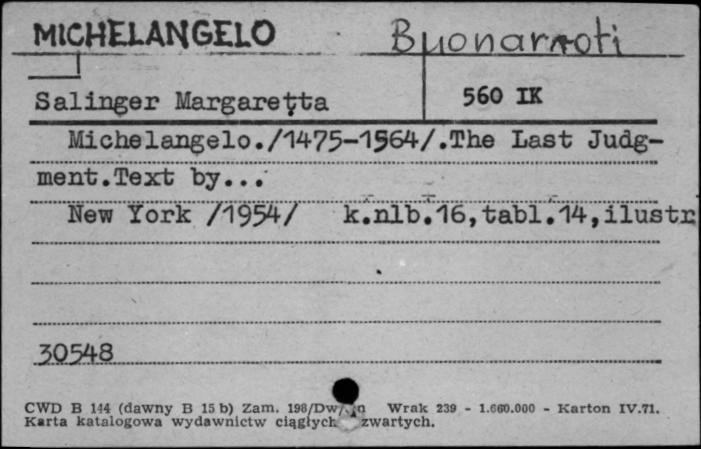 MICHELANGELO Buonarroti
Salinger Margaretta 560 IK
Michelangelo./1475-1564/.The Last Judg-
ment.Text by...
New York /1954/ k.nlb.16,tabl.14,ilustr
30548
CWD B 144 (dawny B 15 b) Zam. 198/Dw/ Wrak 239 - 1.660.000 - Karton IV.71.
Karta katalogowa wydawnictw ciągłych zwartych.